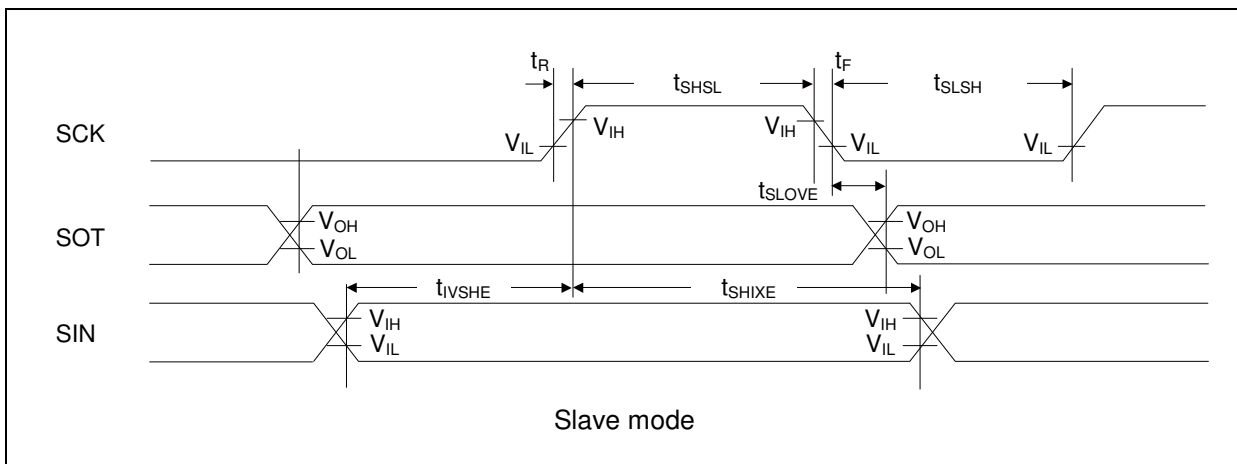 tR tSHSL tF tSLSH
SCK VIL VIH VIH VIL VIL
tSLOVE
SOT VOH VOH
VOL VOL
tIVSHE tSHIXE
SIN VIH VIH
VIL VIL
Slave mode